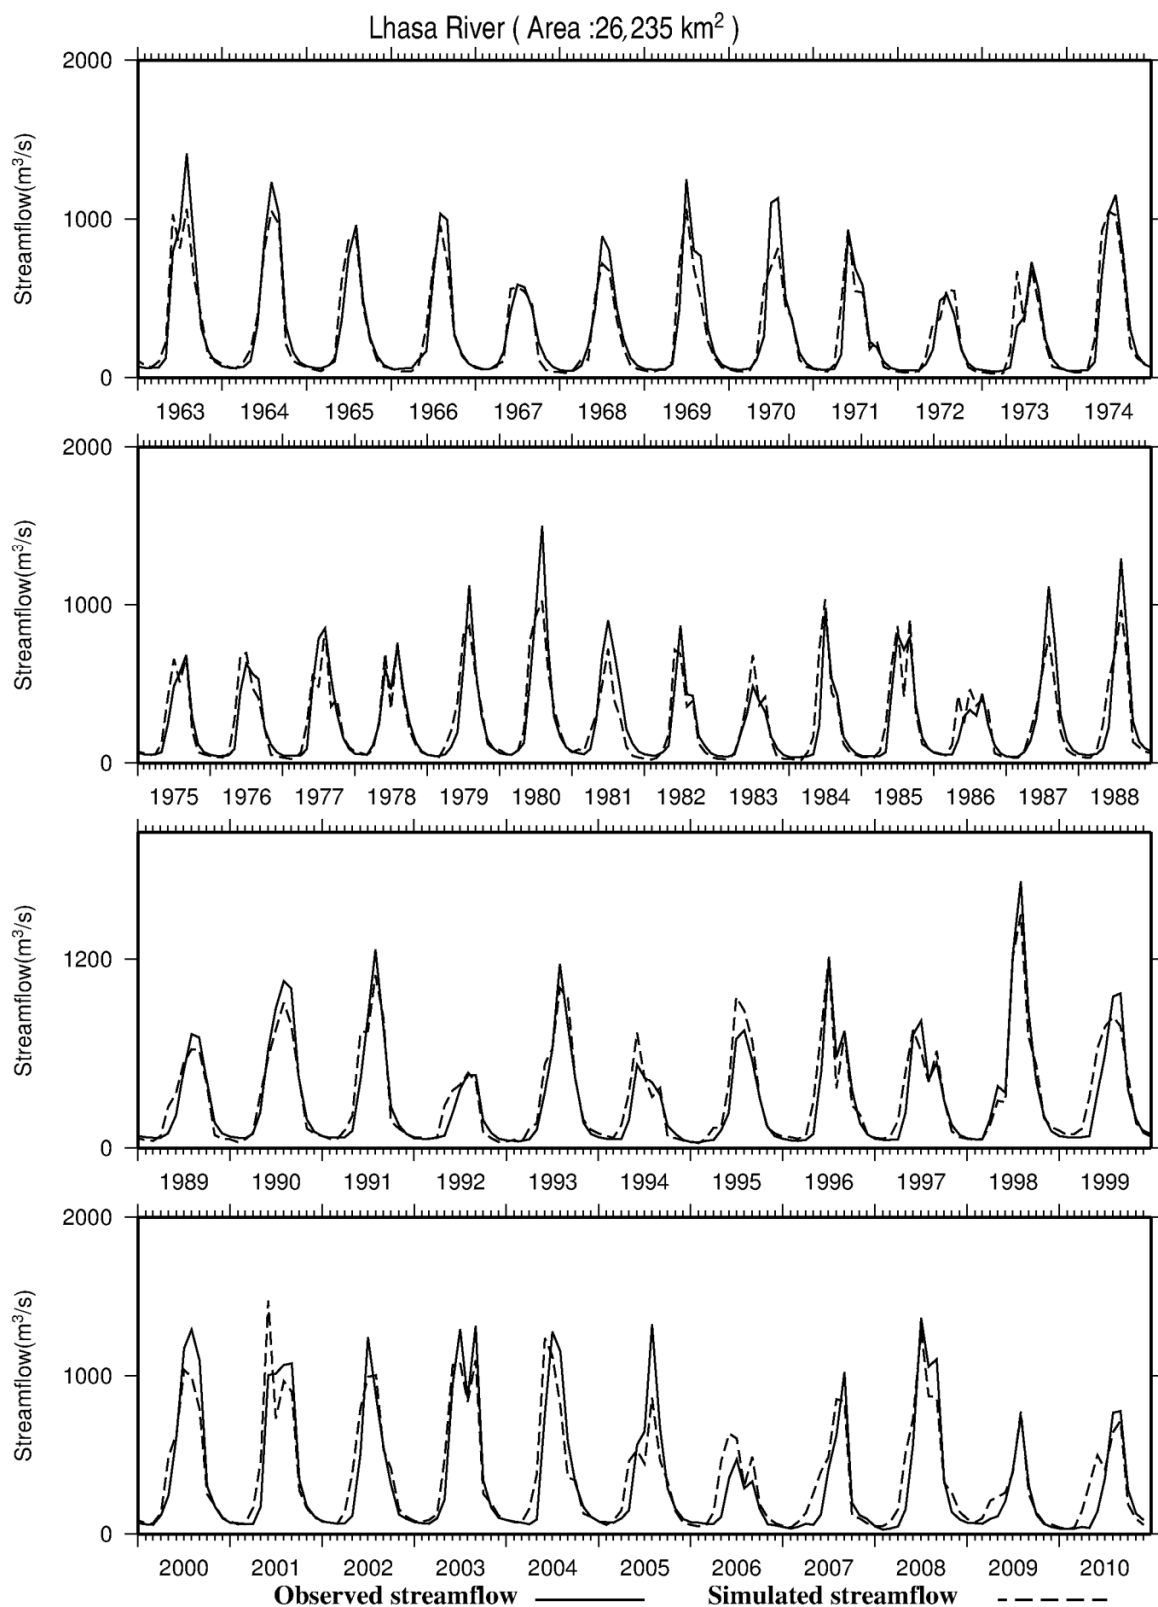 Lhasa River ( Area :26,235 km² )
2000
1000
0
Streamflow(m³/s)
1963 1964 1965 1966 1967 1968 1969 1970 1971 1972 1973 1974
2000
1000
0
Streamflow(m³/s)
1975 1976 1977 1978 1979 1980 1981 1982 1983 1984 1985 1986 1987 1988
1200
0
Streamflow(m³/s)
1989 1990 1991 1992 1993 1994 1995 1996 1997 1998 1999
2000
1000
0
Streamflow(m³/s)
2000 2001 2002 2003 2004 2005 2006 2007 2008 2009 2010
Observed streamflow Simulated streamflow